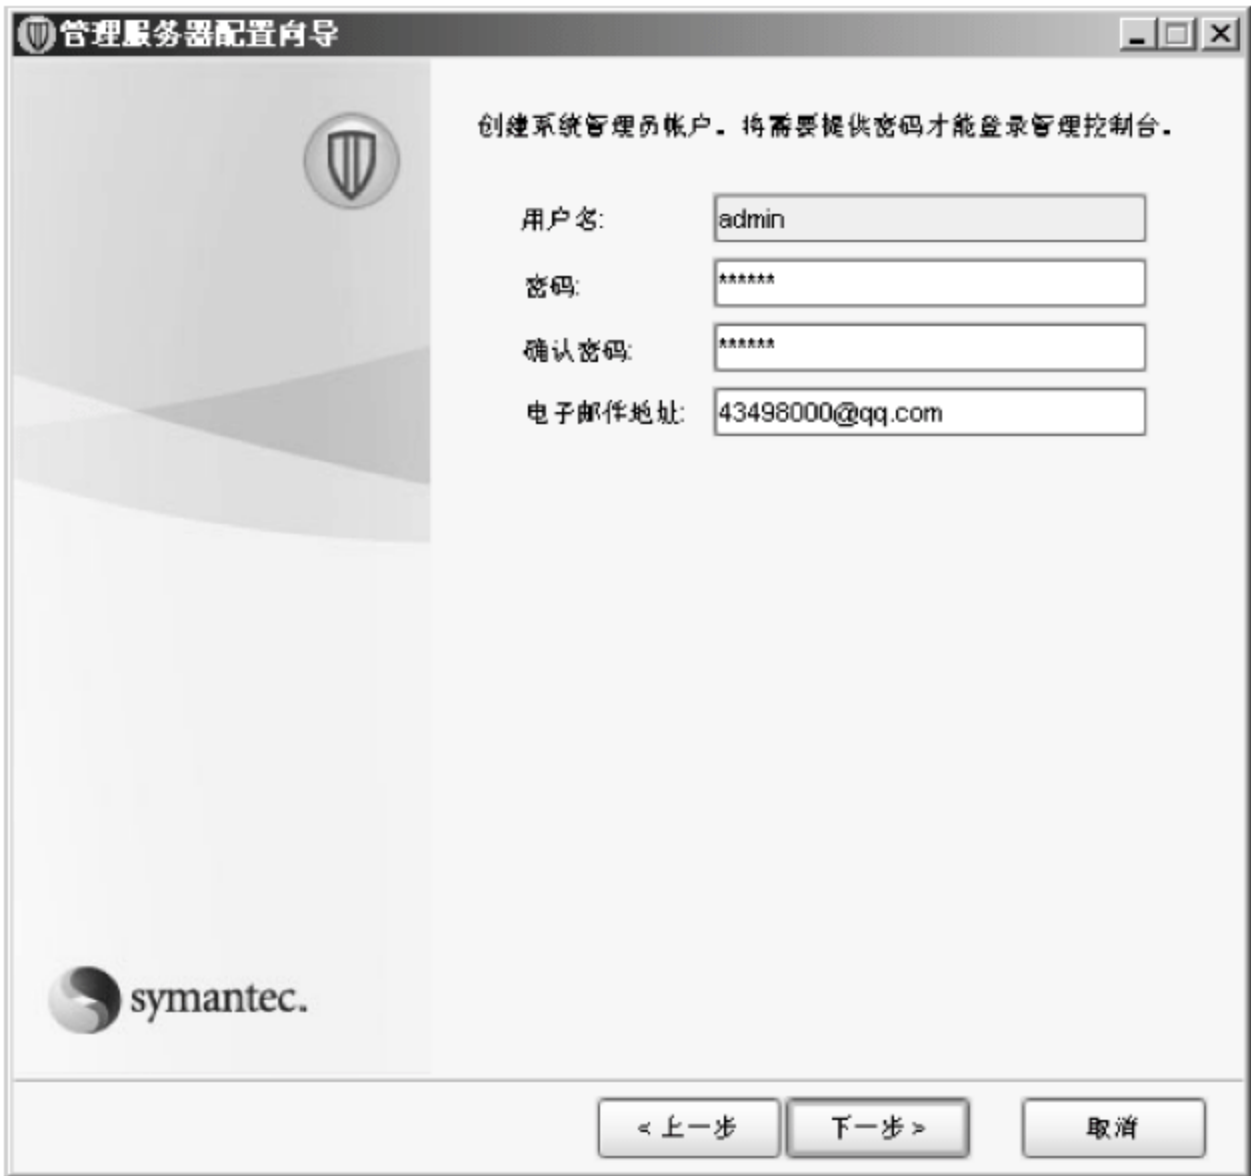 管理服务器配置向导
创建系统管理员帐户。将需要提供密码才能登录管理控制台。
用户名: admin
密码: ******
确认密码: ******
电子邮件地址: 43498000@qq.com
symantec.
< 上一步 下一步 > 取消